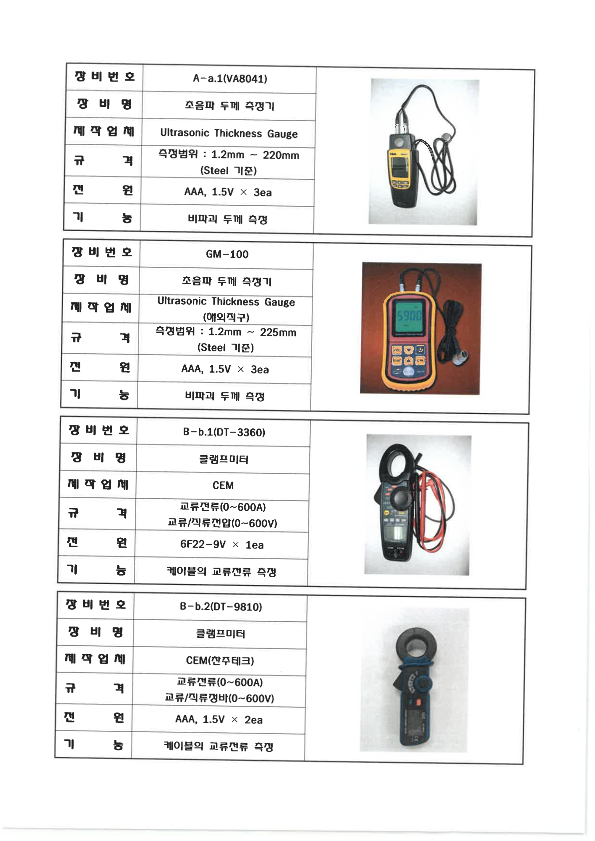 장 비 번 호 A-a.1(VA8041)
장 비 명 초음파 두께 측정기
제 작 업 체 Ultrasonic Thickness Gauge
규 격 측정범위 : 1.2mm ~ 220mm
(Steel 기준)
전 원 AAA, 1.5V × 3ea
기 능 비파괴 두께 측정
장 비 번 호 GM-100
장 비 명 초음파 두께 측정기
제 작 업 체 Ultrasonic Thickness Gauge
(해외직구)
규 격 측정범위 : 1.2mm ~ 225mm
(Steel 기준)
전 원 AAA, 1.5V × 3ea
기 능 비파괴 두께 측정
5900
장 비 번 호 B-b.1(DT-3360)
장 비 명 클램프미터
제 작 업 체 CEM
규 격 교류전류(0~600A)
교류/직류전압(0~600V)
전 원 6F22-9V × 1ea
기 능 케이블의 교류전류 측정
장 비 번 호 B-b.2(DT-9810)
장 비 명 클램프미터
제 작 업 체 CEM(찬주테크)
규 격 교류전류(0~600A)
교류/직류정바(0~600V)
전 원 AAA, 1.5V × 2ea
기 능 케이블의 교류전류 측정